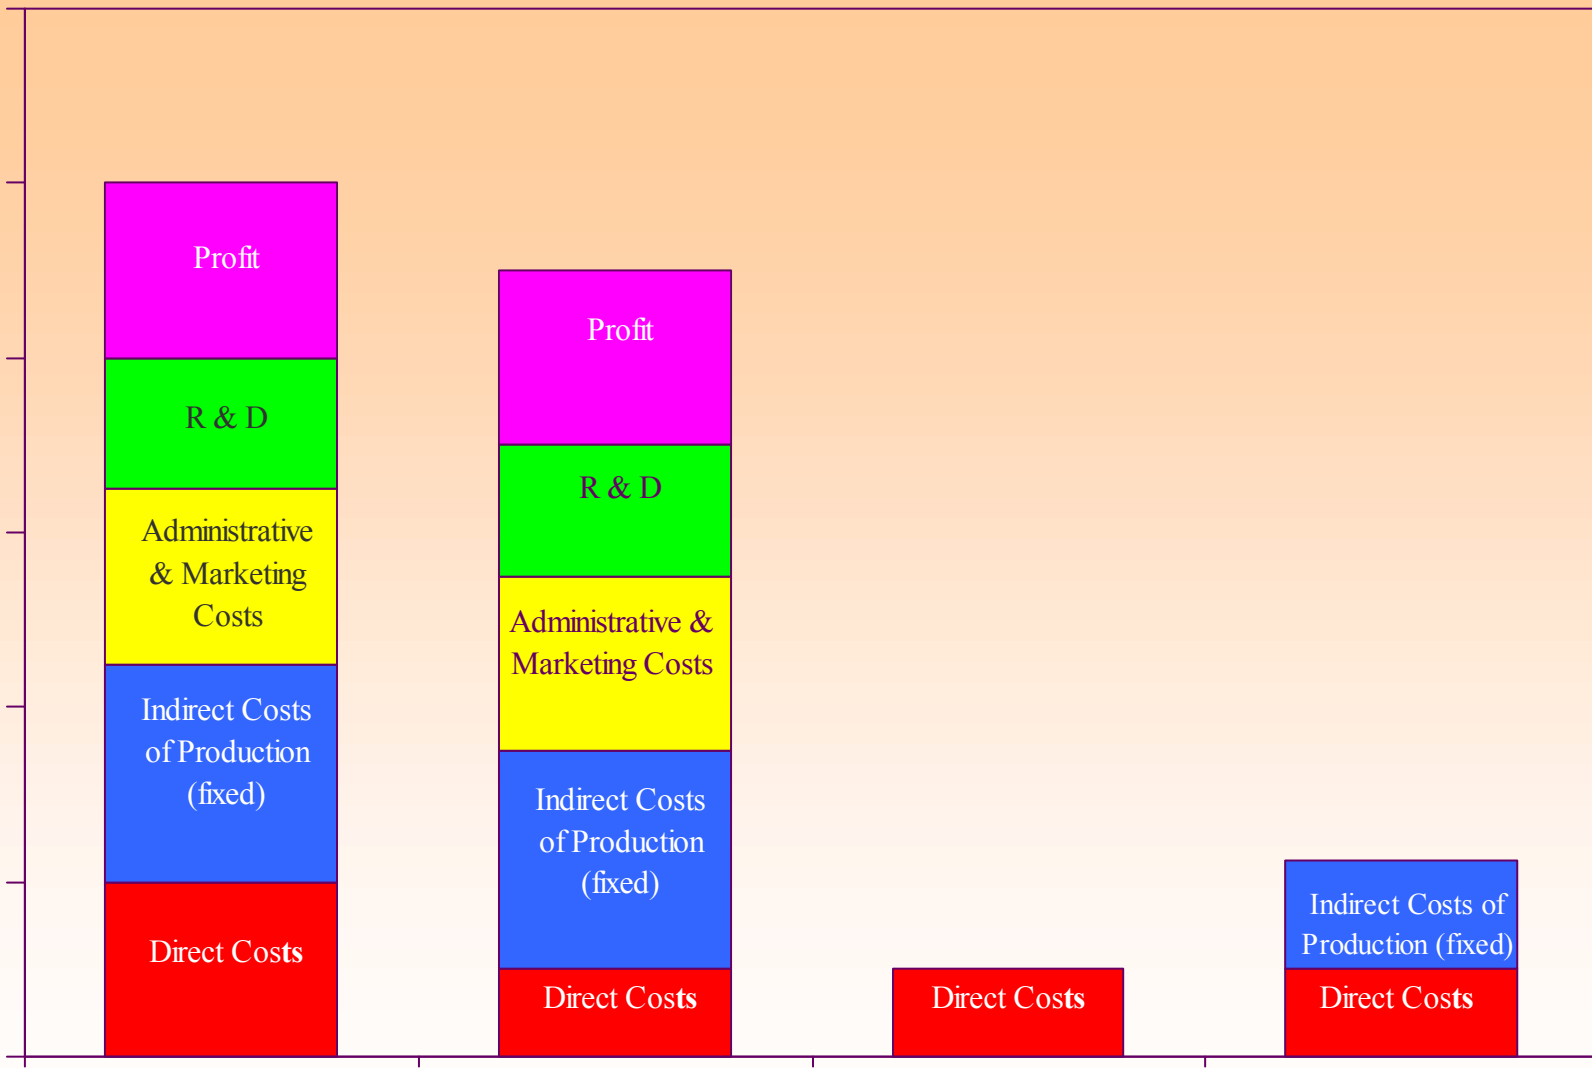 Profit
R & D
Administrative
& Marketing
Costs
Indirect Costs
of Production
(fixed)
Direct Costs
Profit
R & D
Administrative &
Marketing Costs
Indirect Costs
of Production
(fixed)
Direct Costs
Direct Costs
Indirect Costs of
Production (fixed)
Direct Costs